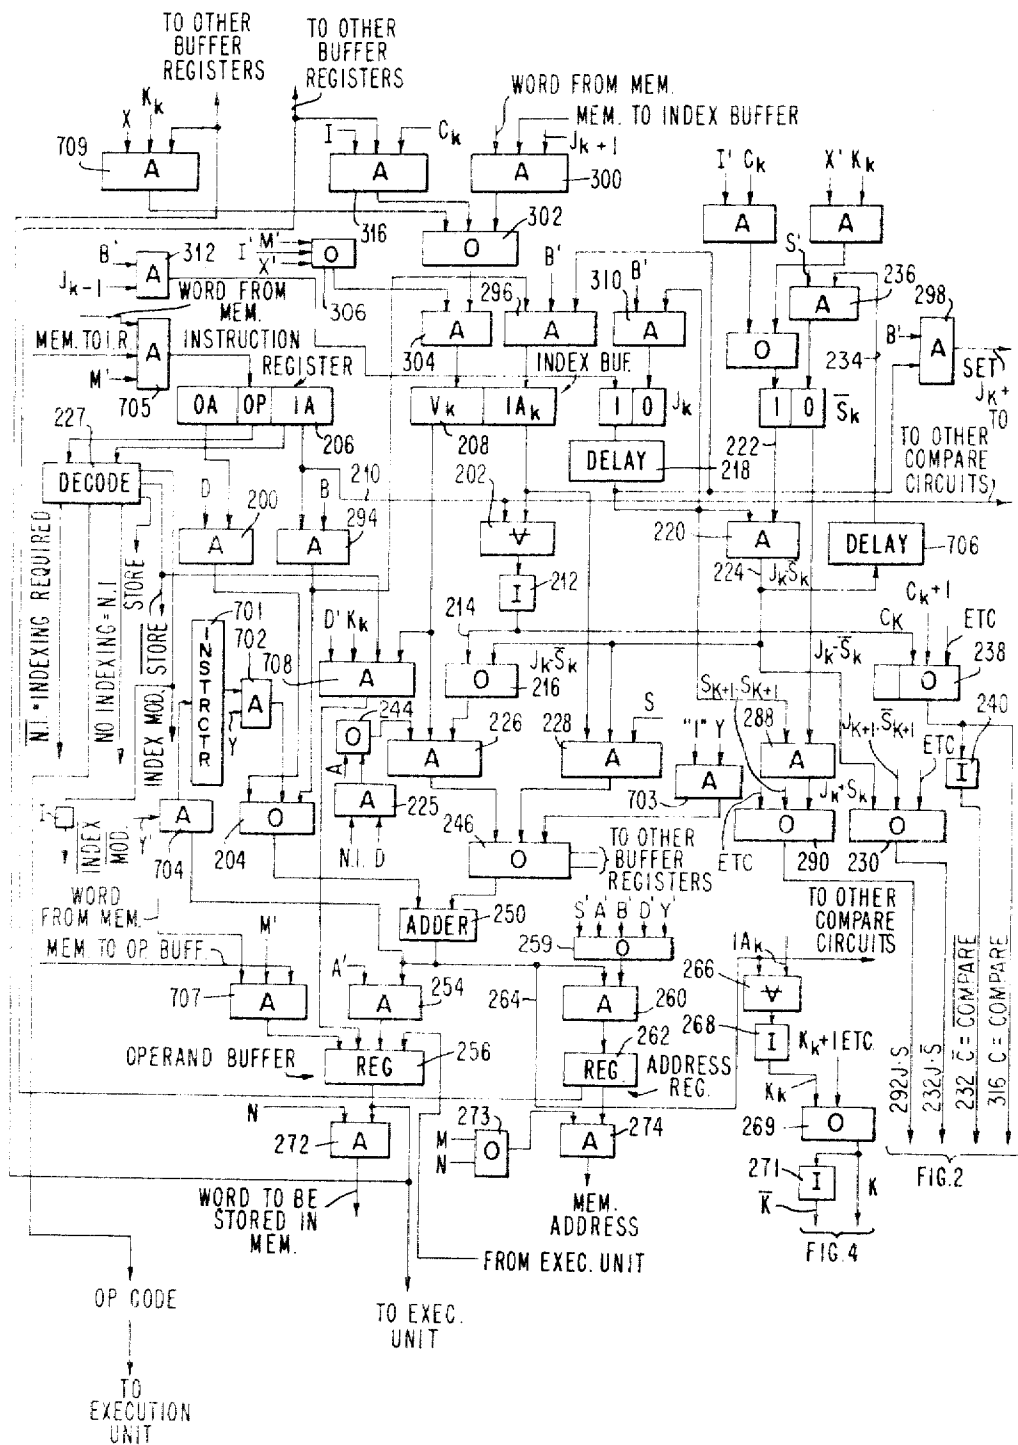 TO OTHER
BUFFER
REGISTERS
TO OTHER
BUFFER
REGISTERS
WORD FROM MEM.
MEM. TO INDEX BUFFER
X
Kk
I
Ck
Jk+1
709
A
A
316
A
300
I' Ck
X' Kk
A
A
O
302
S'
B'
Jk-1
312
A
I'
M'
X'
O
306
296
B'
310
B'
A
236
298
WORD FROM
MEM.
A
304
A
A
O
234
B'
A
SET
Jk+
TO
MEM. TO I.R.
M'
A
705
INSTRUCTION
REGISTER
INDEX BUF.
OA
OP
IA
206
Vk
IAk
208
I
O
Jk
I
O
S̅k
227
DECODE
210
202
DELAY
218
222
TO OTHER
COMPARE
CIRCUITS
D
A
200
B
A
294
∀
220
A
DELAY
706
I
212
224
Jk·S̅k
N.I = INDEXING REQUIRED
NO INDEXING = N.I
STORE
STORE
INDEX MOD.
701
INSTRCTR
702
A
Y
D' Kk
708
A
214
O
216
Jk·S̅k
Jk·S̅k
Ck
Ck+1
ETC
O
238
O
244
A
A
225
N.I.
D
A
226
228
A
S
Sk+1·Sk+1
288
A
Jk+1·S̅k+1
ETC
240
I
"1" Y
A
703
Jk+Sk
ETC
O
290
O
230
I
INDEX
MOD.
Y'
A
704
204
O
246
O
TO OTHER
BUFFER
REGISTERS
ETC
TO OTHER
COMPARE
CIRCUITS
WORD
FROM MEM.
MEM. TO OP BUFF.
M'
ADDER
250
S' A' B' D' Y'
259
O
707
A
A'
A
254
264
A
260
IAk
266
∀
268
I
Kk+1 ETC.
Kk
OPERAND BUFFER
REG
256
262
REG
ADDRESS
REG.
N
272
A
273
M
N
O
A
274
269
O
271
I
K̅
K
292 J·S
232 J·S̅
232 C̅ = COMPARE
316 C = COMPARE
FIG.2
FIG.4
WORD TO BE
STORED IN
MEM.
MEM.
ADDRESS
FROM EXEC. UNIT
OP CODE
TO EXEC.
UNIT
TO
EXECUTION
UNIT